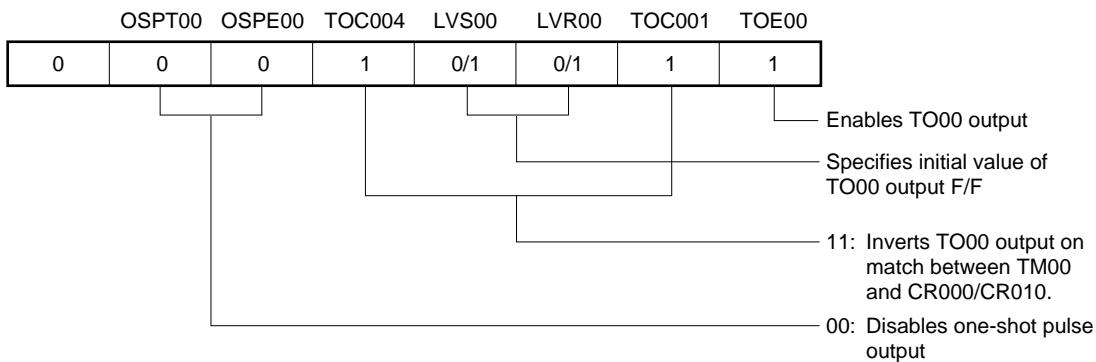 OSPT00 OSPE00 TOC004 LVS00 LVR00 TOC001 TOE00
0 0 0 1 0/1 0/1 1 1
Enables TO00 output
Specifies initial value of
TO00 output F/F
11: Inverts TO00 output on
match between TM00
and CR000/CR010.
00: Disables one-shot pulse
output